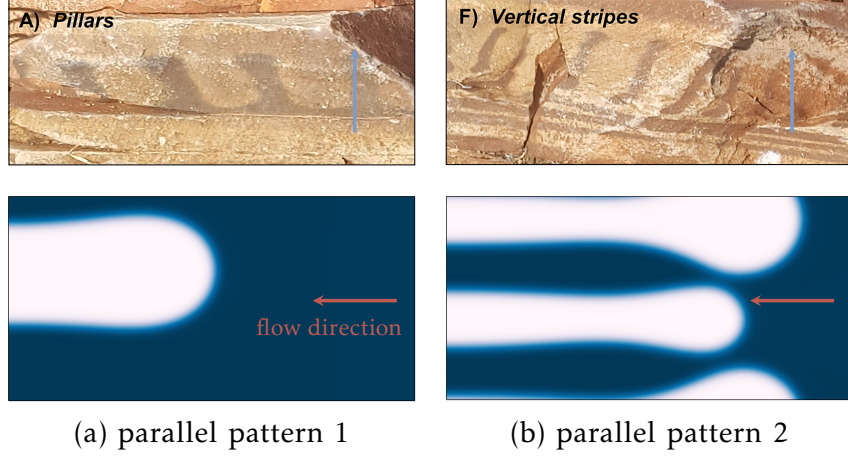 A) Pillars
F) Vertical stripes
flow direction
(a) parallel pattern 1
(b) parallel pattern 2